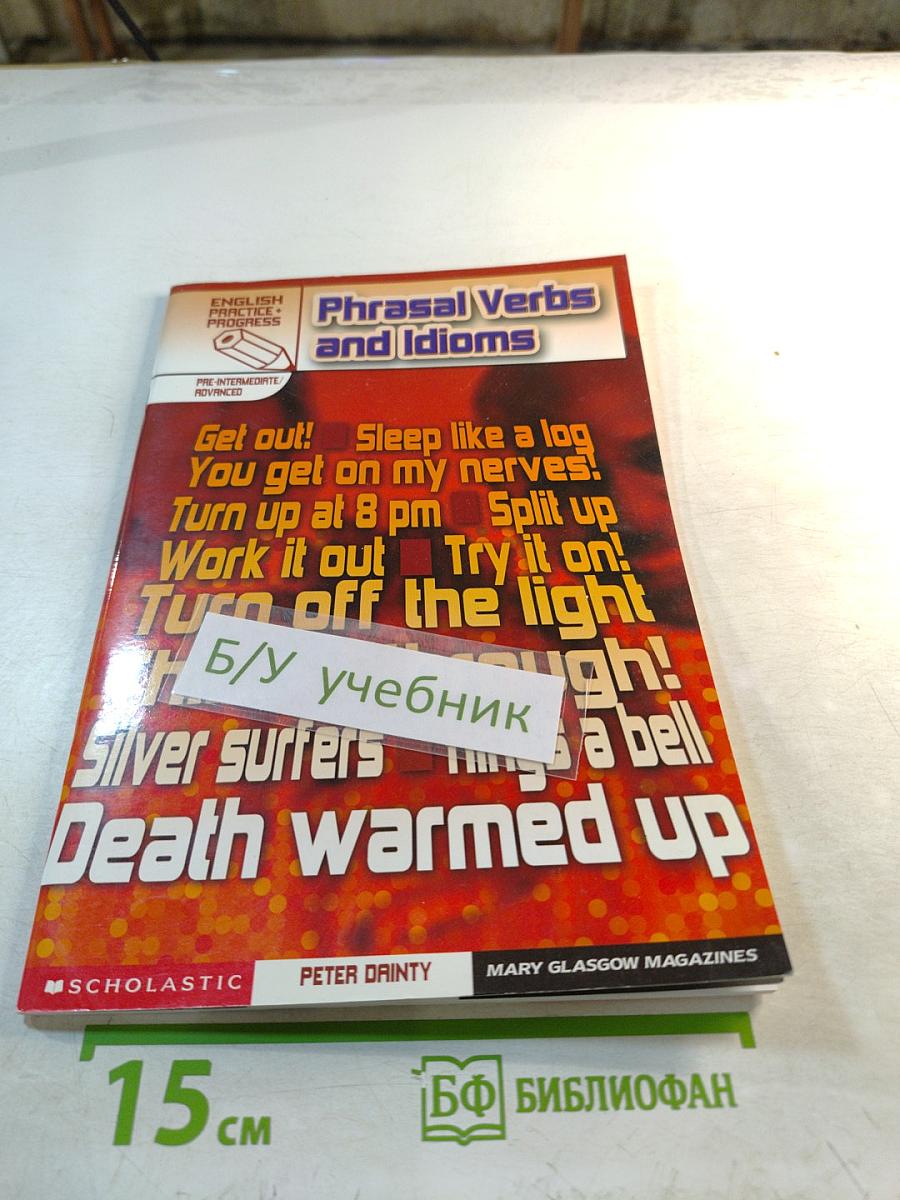 ENGLISH
PRACTICE +
PROGRESS
Phrasal Verbs
and Idioms
PRE-INTERMEDIATE/
ADVANCED
Get out! Sleep like a log
You get on my nerves!
Turn up at 8 pm Split up
Work it out Try it on!
Turn off the light
Б/У учебник
Silver surfers a bell
Death warmed up
SCHOLASTIC
PETER DAINTY
MARY GLASGOW MAGAZINES
15 см
БФ БИБЛИОФАН